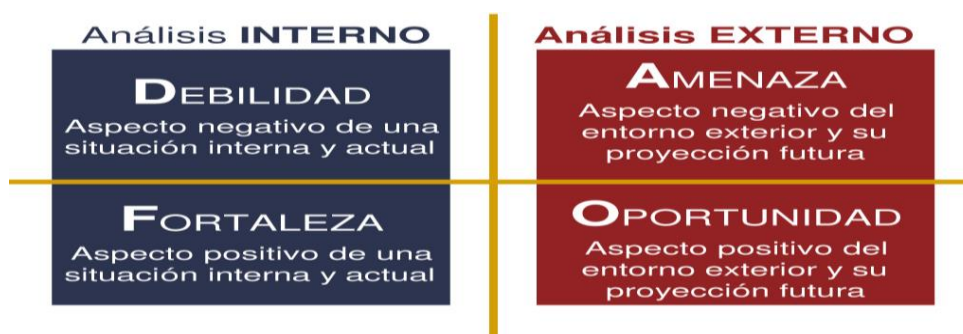 Análisis INTERNO
DEBILIDAD
Aspecto negativo de una
situación interna y actual
FORTALEZA
Aspecto positivo de una
situación interna y actual
Análisis EXTERNO
AMENAZA
Aspecto negativo del
entorno exterior y su
proyección futura
OPORTUNIDAD
Aspecto positivo del
entorno exterior y su
proyección futura